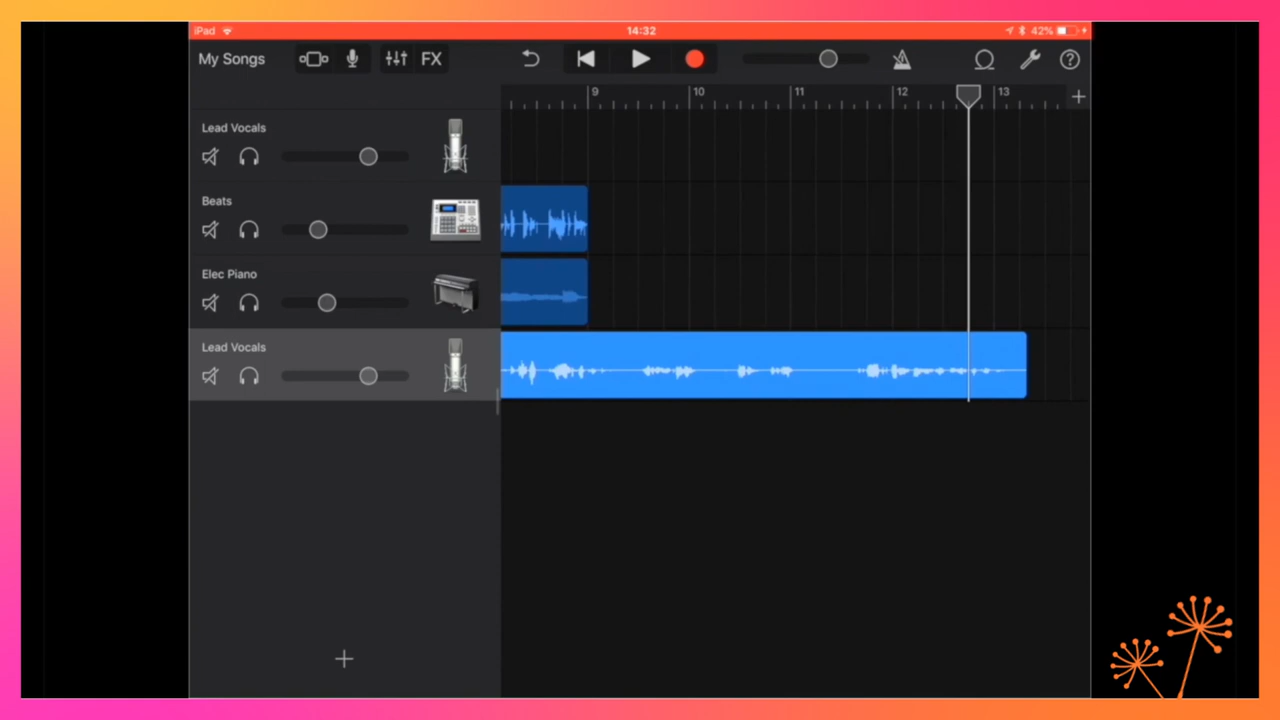 iPad 14:32 42%
My Songs FX
9 10 11 12 13
Lead Vocals
Beats
Elec Piano
Lead Vocals